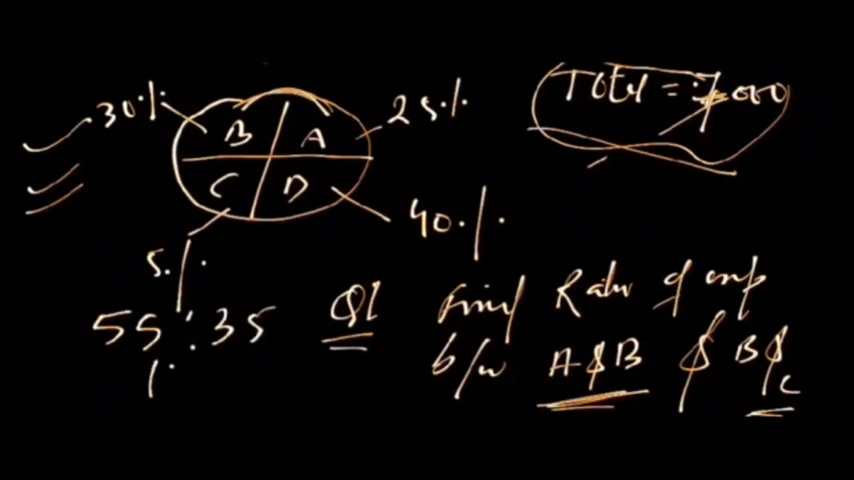 30% B A 25% Total = 7000
C D
40%
5%
55 : 35 Q1 Find Ratio of emp
b/w A & B & B & C